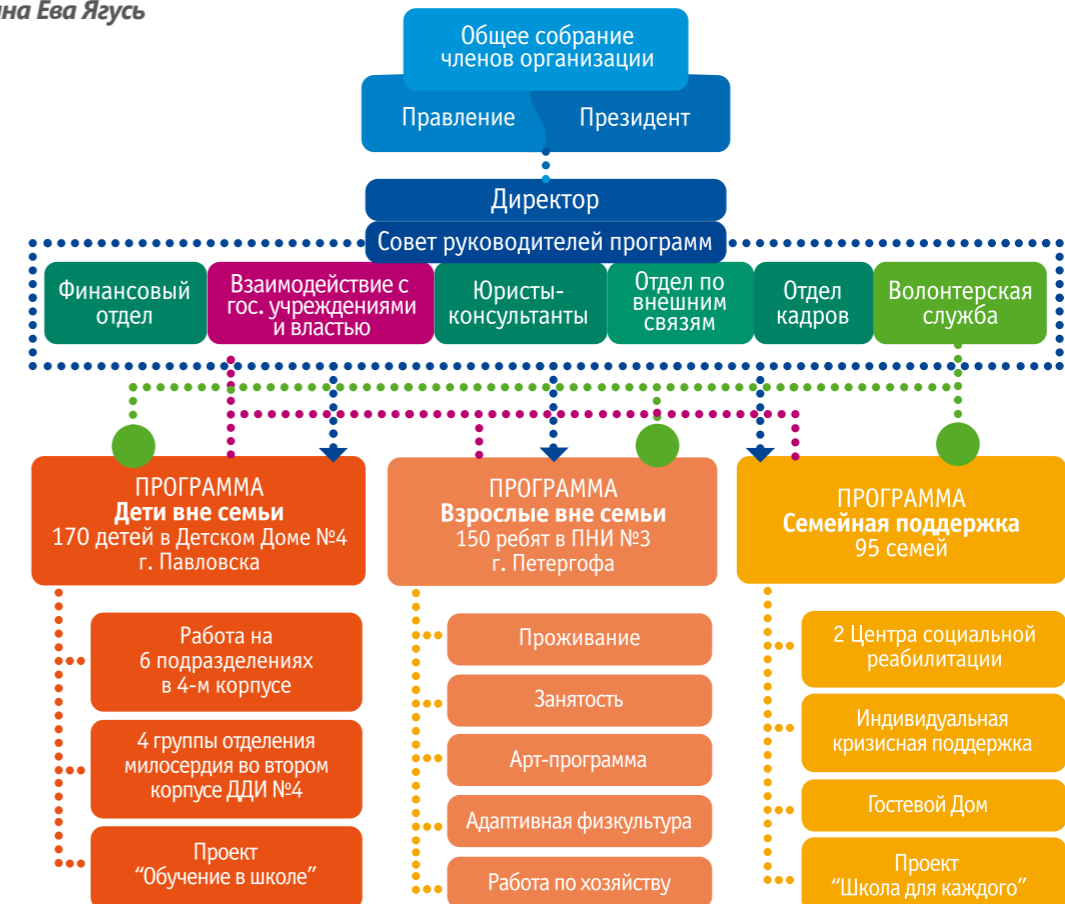 на Ева Ягусь
Общее собрание
членов организации
Правление
Президент
Директор
Совет руководителей программ
Финансовый
отдел
Взаимодействие с
гос. учреждениями
и властью
Юристы-
консультанты
Отдел по
внешним
связям
Отдел
кадров
Волонтерская
служба
ПРОГРАММА
Дети вне семьи
170 детей в Детском Доме №4
г. Павловска
Работа на
6 подразделениях
в 4-м корпусе
4 группы отделения
милосердия во втором
корпусе ДДИ №4
Проект
“Обучение в школе”
ПРОГРАММА
Взрослые вне семьи
150 ребят в ПНИ №3
г. Петергофа
Проживание
Занятость
Арт-программа
Адаптивная физкультура
Работа по хозяйству
ПРОГРАММА
Семейная поддержка
95 семей
2 Центра социальной
реабилитации
Индивидуальная
кризисная поддержка
Гостевой Дом
Проект
“Школа для каждого”